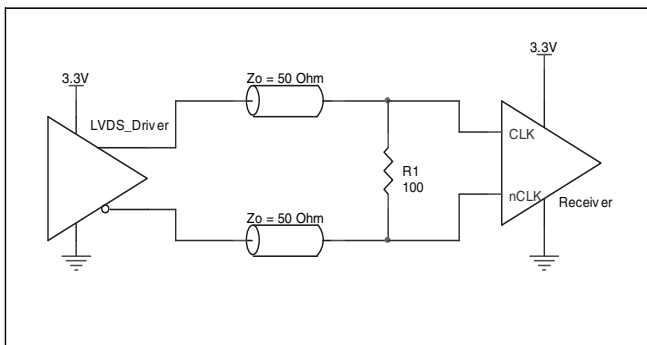 3.3V
LVDS_Driver
Zo = 50 Ohm
Zo = 50 Ohm
R1
100
3.3V
CLK
nCLK
Receiver